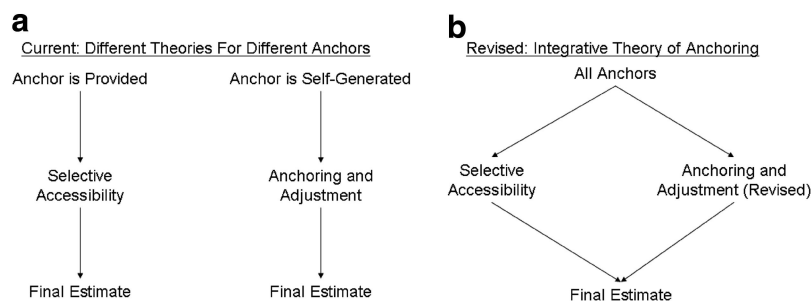 a
Current: Different Theories For Different Anchors
Anchor is Provided
Selective
Accessibility
Final Estimate
Anchor is Self-Generated
Anchoring and
Adjustment
Final Estimate
b
Revised: Integrative Theory of Anchoring
All Anchors
Selective
Accessibility
Anchoring and
Adjustment (Revised)
Final Estimate